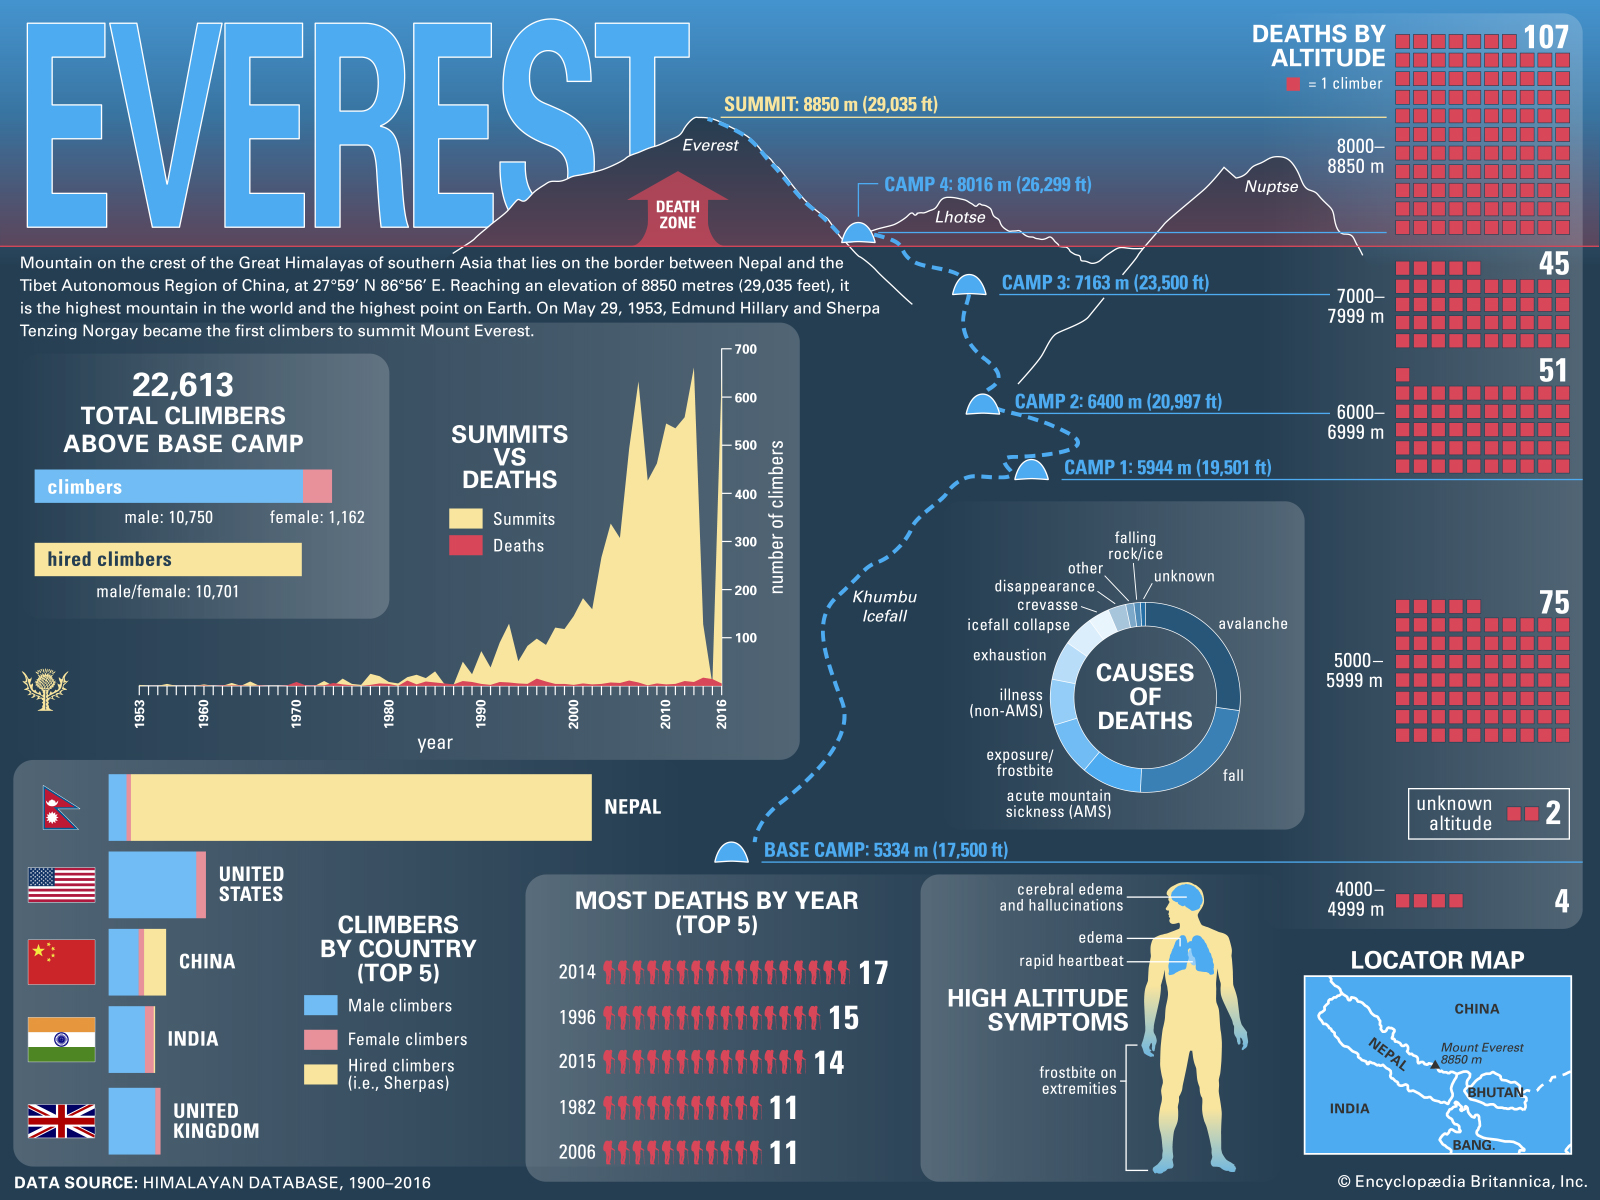 EVEREST
DEATHS BY
ALTITUDE
= 1 climber
107
8000–
8850 m
45
7000–
7999 m
51
6000–
6999 m
75
5000–
5999 m
unknown
altitude
2
4000–
4999 m
4
SUMMIT: 8850 m (29,035 ft)
Everest
DEATH
ZONE
CAMP 4: 8016 m (26,299 ft)
Lhotse
Nuptse
CAMP 3: 7163 m (23,500 ft)
CAMP 2: 6400 m (20,997 ft)
CAMP 1: 5944 m (19,501 ft)
Khumbu
Icefall
BASE CAMP: 5334 m (17,500 ft)
Mountain on the crest of the Great Himalayas of southern Asia that lies on the border between Nepal and the
Tibet Autonomous Region of China, at 27°59′ N 86°56′ E. Reaching an elevation of 8850 metres (29,035 feet), it
is the highest mountain in the world and the highest point on Earth. On May 29, 1953, Edmund Hillary and Sherpa
Tenzing Norgay became the first climbers to summit Mount Everest.
22,613
TOTAL CLIMBERS
ABOVE BASE CAMP
climbers
male: 10,750
female: 1,162
hired climbers
male/female: 10,701
SUMMITS
VS
DEATHS
Summits
Deaths
700
600
500
400
300
200
100
number of climbers
1953
1960
1970
1980
1990
2000
2010
2016
year
CAUSES
OF
DEATHS
falling
rock/ice
other
unknown
disappearance
crevasse
icefall collapse
avalanche
exhaustion
illness
(non-AMS)
exposure/
frostbite
fall
acute mountain
sickness (AMS)
NEPAL
UNITED
STATES
CHINA
INDIA
UNITED
KINGDOM
CLIMBERS
BY COUNTRY
(TOP 5)
Male climbers
Female climbers
Hired climbers
(i.e., Sherpas)
MOST DEATHS BY YEAR
(TOP 5)
2014 17
1996 15
2015 14
1982 11
2006 11
cerebral edema
and hallucinations
edema
rapid heartbeat
HIGH ALTITUDE
SYMPTOMS
frostbite on
extremities
LOCATOR MAP
CHINA
NEPAL
Mount Everest
8850 m
BHUTAN
INDIA
BANG.
DATA SOURCE: HIMALAYAN DATABASE, 1900–2016
© Encyclopædia Britannica, Inc.